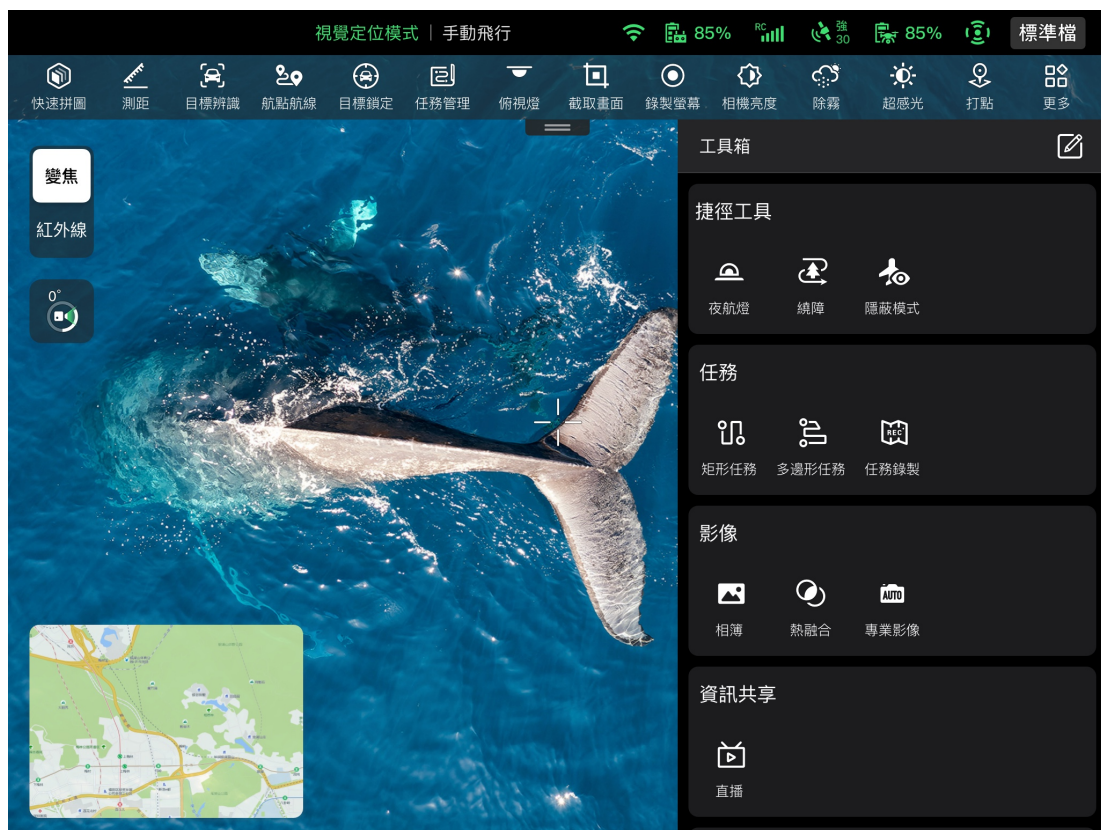 視覺定位模式 | 手動飛行
85%
RC
強
30
85%
標準檔
快速拼圖
測距
目標辨識
航點航線
目標鎖定
任務管理
俯視燈
截取畫面
錄製螢幕
相機亮度
除霧
超感光
打點
更多
變焦
紅外線
0°
工具箱
捷徑工具
夜航燈
繞障
隱蔽模式
任務
矩形任務
多邊形任務
REC
任務錄製
影像
相簿
熱融合
AUTO
專業影像
資訊共享
直播